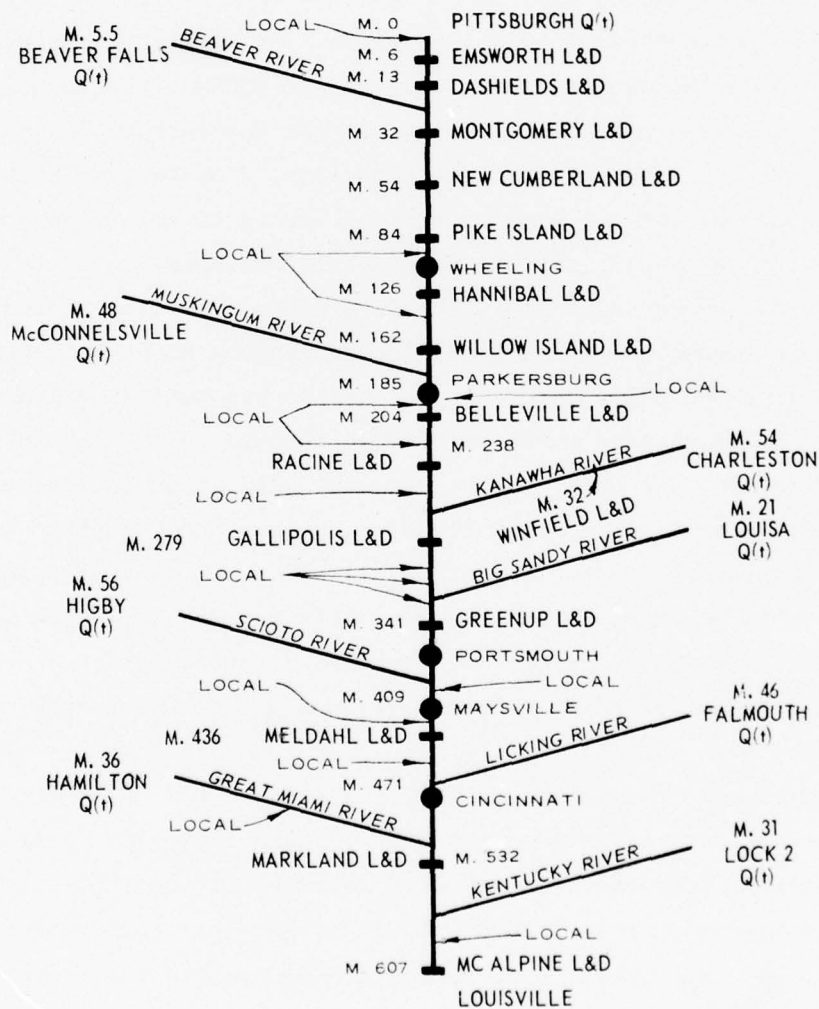 LOCAL M. 0 PITTSBURGH Q(t)
M. 5.5
BEAVER FALLS
Q(t)
BEAVER RIVER
M. 6 EMSWORTH L&D
M. 13 DASHIELDS L&D
M. 32 MONTGOMERY L&D
M. 54 NEW CUMBERLAND L&D
M. 84 PIKE ISLAND L&D
LOCAL
WHEELING
M. 126 HANNIBAL L&D
M. 48
McCONNELSVILLE
Q(t)
MUSKINGUM RIVER
M. 162 WILLOW ISLAND L&D
M. 185 PARKERSBURG
LOCAL
LOCAL M. 204 BELLEVILLE L&D
M. 238
RACINE L&D
M. 54
CHARLESTON
Q(t)
KANAWHA RIVER
M. 32
WINFIELD L&D
LOCAL
M. 21
LOUISA
Q(t)
BIG SANDY RIVER
M. 279 GALLIPOLIS L&D
LOCAL
M. 56
HIGBY
Q(t)
SCIOTO RIVER
M. 341 GREENUP L&D
PORTSMOUTH
LOCAL
LOCAL M. 409
MAYSVILLE
M. 46
FALMOUTH
Q(t)
LICKING RIVER
M. 436 MELDAHL L&D
LOCAL
M. 36
HAMILTON
Q(t)
GREAT MIAMI RIVER
M. 471
CINCINNATI
LOCAL
MARKLAND L&D M. 532
M. 31
LOCK 2
Q(t)
KENTUCKY RIVER
LOCAL
M. 607 MC ALPINE L&D
LOUISVILLE